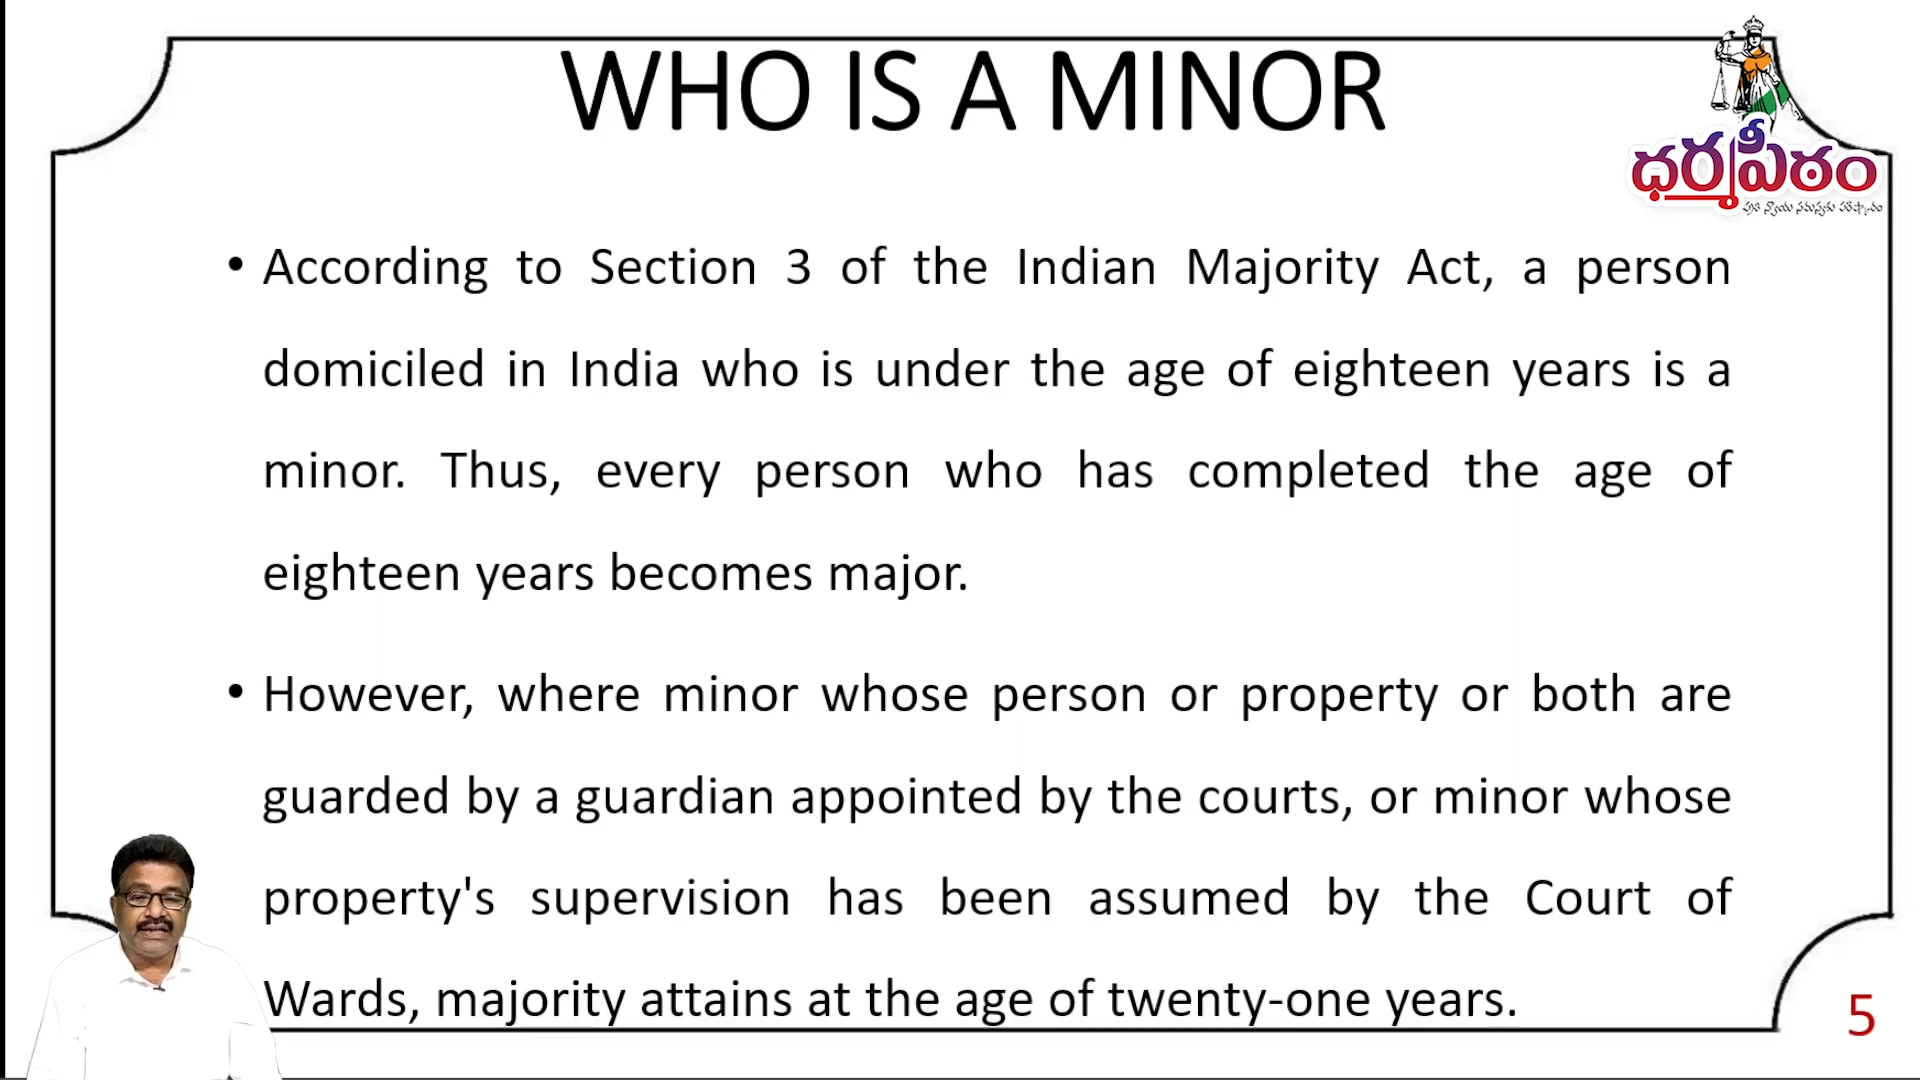 WHO IS A MINOR
ధర్మపీఠం
ప్రతి న్యాయ సమస్యకు పరిష్కారం
• According to Section 3 of the Indian Majority Act, a person
domiciled in India who is under the age of eighteen years is a
minor. Thus, every person who has completed the age of
eighteen years becomes major.
• However, where minor whose person or property or both are
guarded by a guardian appointed by the courts, or minor whose
property's supervision has been assumed by the Court of
Wards, majority attains at the age of twenty-one years.
5